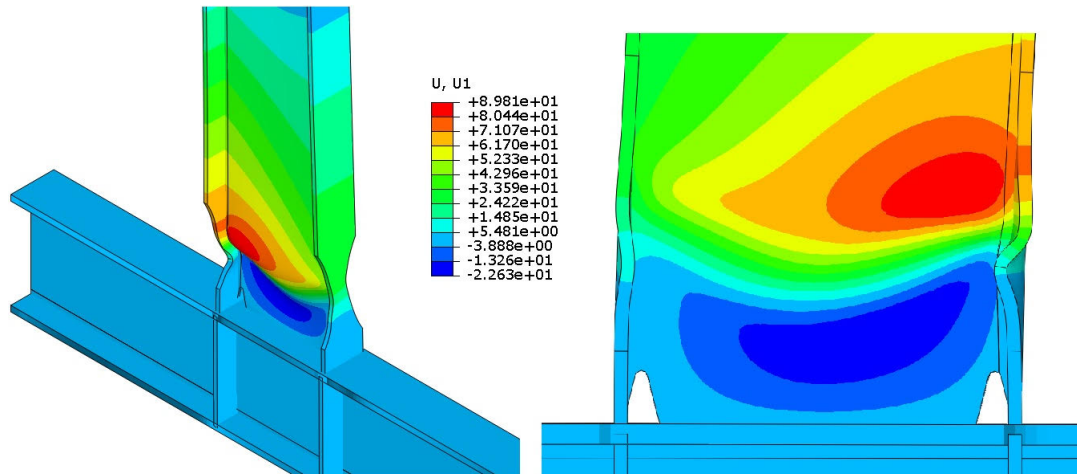 U, U1
+8.981e+01
+8.044e+01
+7.107e+01
+6.170e+01
+5.233e+01
+4.296e+01
+3.359e+01
+2.422e+01
+1.485e+01
+5.481e+00
-3.888e+00
-1.326e+01
-2.263e+01